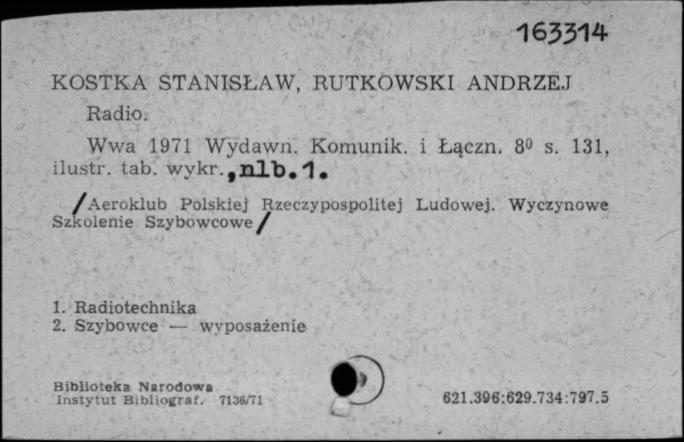 163314
KOSTKA STANISŁAW, RUTKOWSKI ANDRZEJ
Radio.
Wwa 1971 Wydawn. Komunik. i Łączn. 8⁰ s. 131,
ilustr. tab. wykr., nlb. 1.
/Aeroklub Polskiej Rzeczypospolitej Ludowej. Wyczynowe
Szkolenie Szybowcowe/
1. Radiotechnika
2. Szybowce — wyposażenie
Biblioteka Narodowa
Instytut Bibliograf. 7136/71
621.396:629.734:797.5